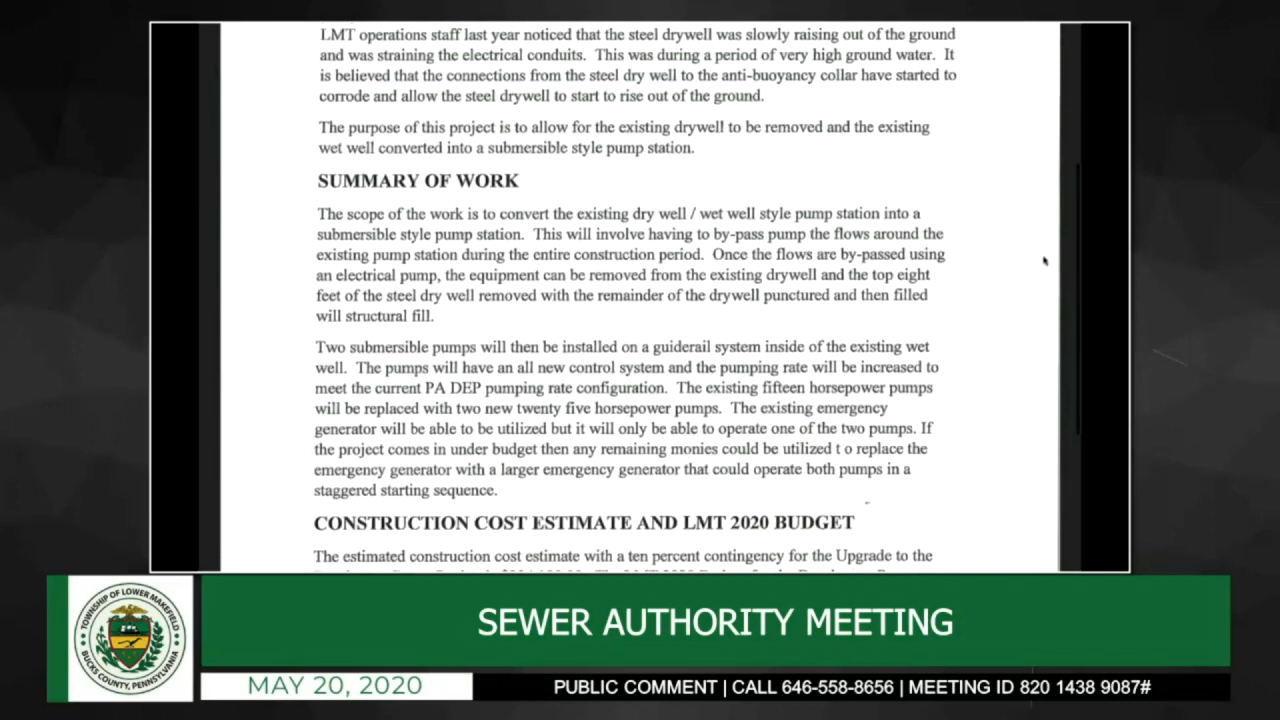 LMT operations staff last year noticed that the steel drywell was slowly raising out of the ground
and was straining the electrical conduits. This was during a period of very high ground water. It
is believed that the connections from the steel dry well to the anti-buoyancy collar have started to
corrode and allow the steel drywell to start to rise out of the ground.
The purpose of this project is to allow for the existing drywell to be removed and the existing
wet well converted into a submersible style pump station.
SUMMARY OF WORK
The scope of the work is to convert the existing dry well / wet well style pump station into a
submersible style pump station. This will involve having to by-pass pump the flows around the
existing pump station during the entire construction period. Once the flows are by-passed using
an electrical pump, the equipment can be removed from the existing drywell and the top eight
feet of the steel dry well removed with the remainder of the drywell punctured and then filled
will structural fill.
Two submersible pumps will then be installed on a guiderail system inside of the existing wet
well. The pumps will have an all new control system and the pumping rate will be increased to
meet the current PA DEP pumping rate configuration. The existing fifteen horsepower pumps
will be replaced with two new twenty five horsepower pumps. The existing emergency
generator will be able to be utilized but it will only be able to operate one of the two pumps. If
the project comes in under budget then any remaining monies could be utilized t o replace the
emergency generator with a larger emergency generator that could operate both pumps in a
staggered starting sequence.
CONSTRUCTION COST ESTIMATE AND LMT 2020 BUDGET
The estimated construction cost estimate with a ten percent contingency for the Upgrade to the
TOWNSHIP OF LOWER MAKEFIELD
BUCKS COUNTY, PENNSYLVANIA
SEWER AUTHORITY MEETING
MAY 20, 2020
PUBLIC COMMENT | CALL 646-558-8656 | MEETING ID 820 1438 9087#